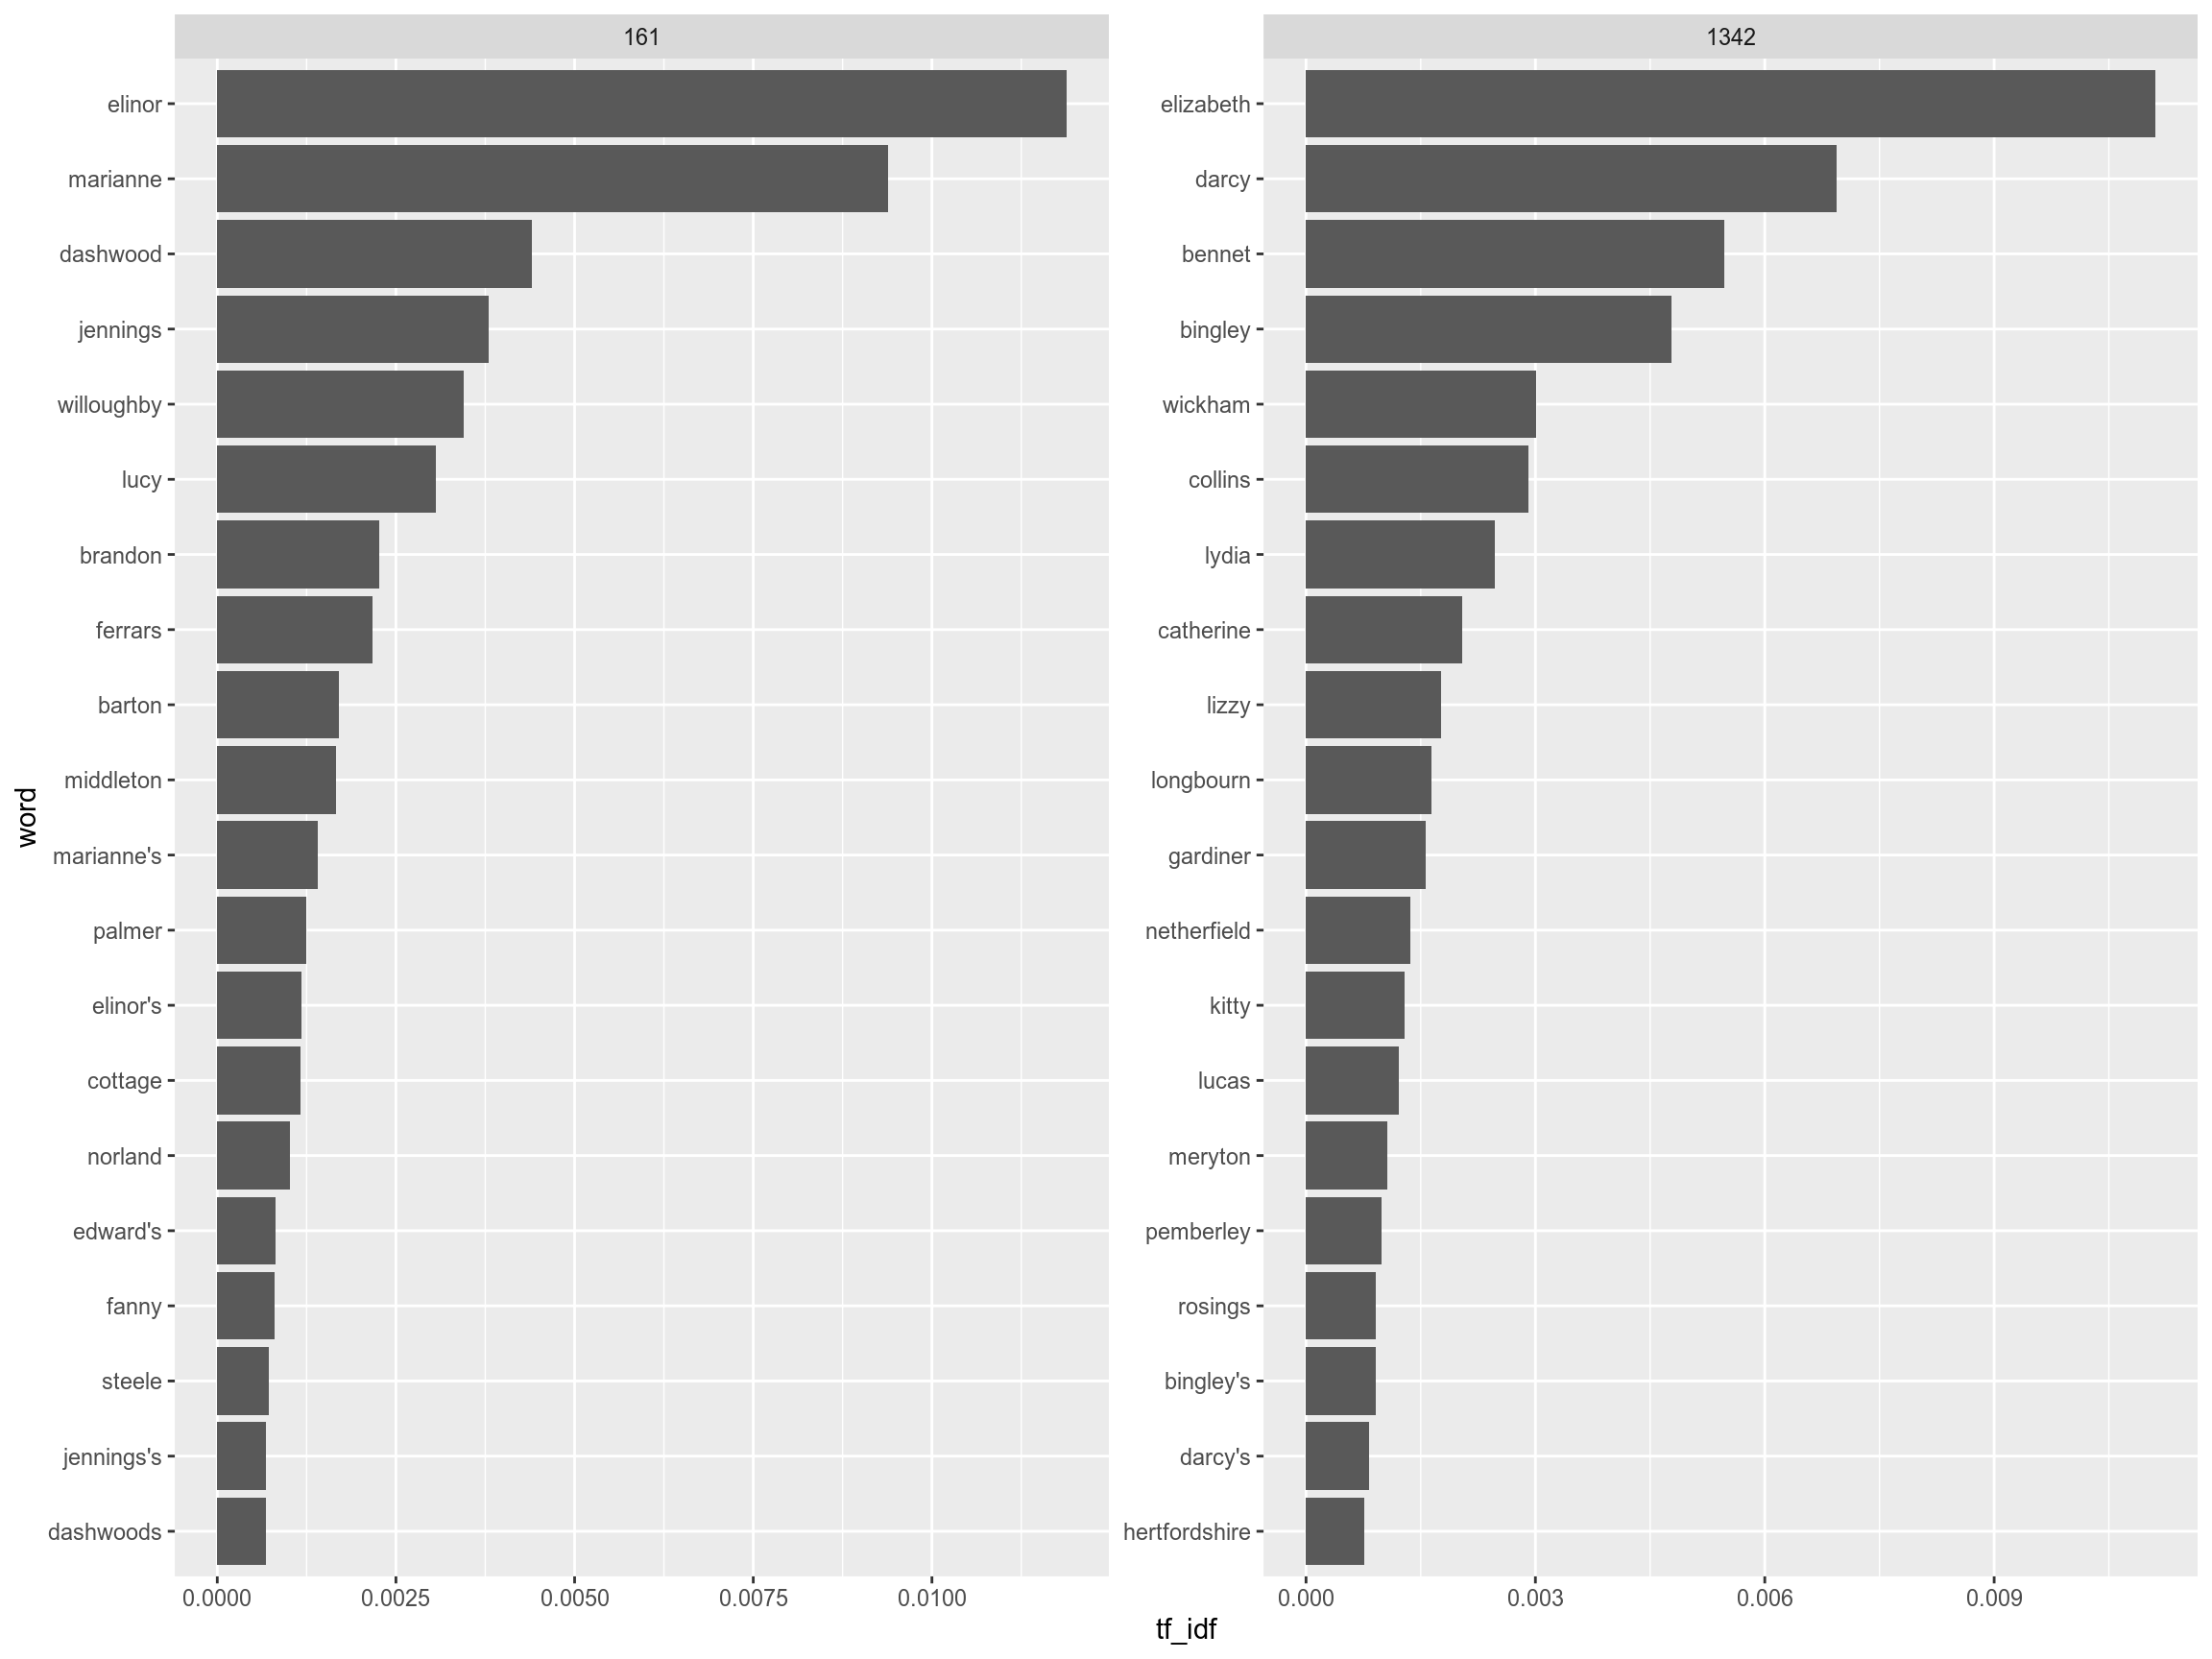 161
elinor
marianne
dashwood
jennings
willoughby
lucy
brandon
ferrars
barton
middleton
marianne's
palmer
elinor's
cottage
norland
edward's
fanny
steele
jennings's
dashwoods
0.0000 0.0025 0.0050 0.0075 0.0100
1342
elizabeth
darcy
bennet
bingley
wickham
collins
lydia
catherine
lizzy
longbourn
gardiner
netherfield
kitty
lucas
meryton
pemberley
rosings
bingley's
darcy's
hertfordshire
0.000 0.003 0.006 0.009
word
tf_idf